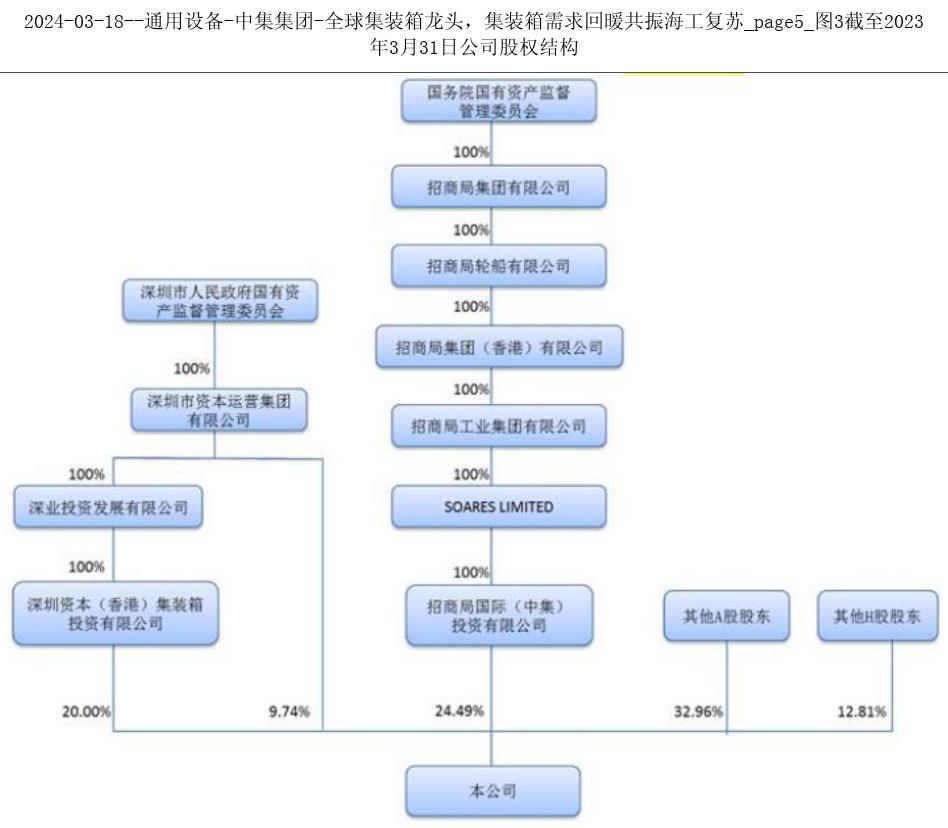 2024-03-18--通用设备-中集集团-全球集装箱龙头，集装箱需求回暖共振海工复苏_page5_图3截至2023
年3月31日公司股权结构
国务院国有资产监督
管理委员会
100%
招商局集团有限公司
100%
招商局轮船有限公司
100%
招商局集团（香港）有限公司
100%
招商局工业集团有限公司
100%
SOARES LIMITED
100%
招商局国际（中集）
投资有限公司
24.49%
深圳市人民政府国有资
产监督管理委员会
100%
深圳市资本运营集团
有限公司
100%
深业投资发展有限公司
100%
深圳资本（香港）集装箱
投资有限公司
20.00%
9.74%
其他A股股东
32.96%
其他H股股东
12.81%
本公司